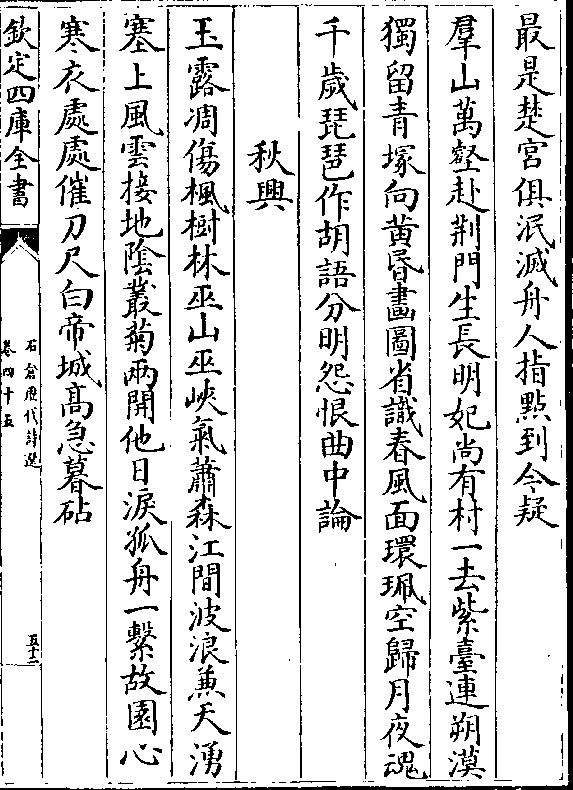 最是楚宫俱泯滅舟人指點到今疑
羣山萬壑赴荆門生長明妃尚有村一去紫臺連朔漠
獨留青塚向黄昏畫圖省識春風面環珮空歸月夜魂
千歲琵琶作胡語分明怨恨曲中論
秋興
玉露凋傷楓樹林巫山巫峽氣蕭森江間波浪兼天湧
塞上風雲接地陰叢菊兩開他日淚孤舟一繫故園心
寒衣處處催刀尺白帝城髙急暮砧
欽定四庫全書
石倉歷代詩選
卷四十五
五十二